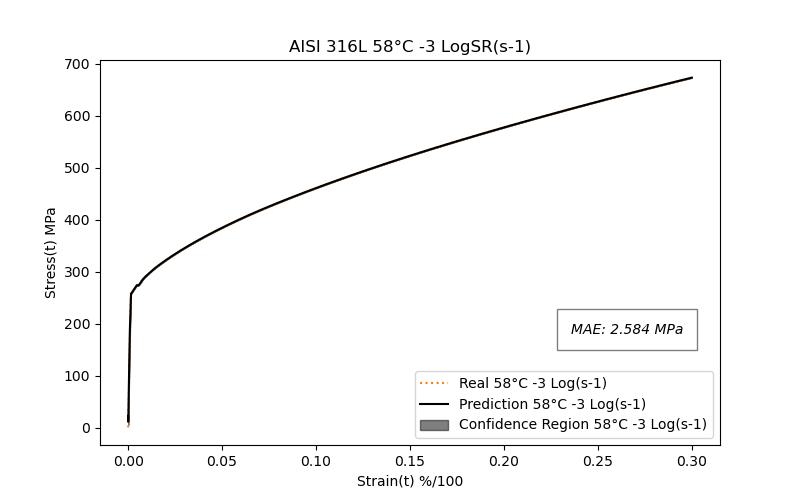 AISI 316L 58°C -3 LogSR(s-1)
700
600
500
400
300
200
100
0
Stress(t) MPa
MAE: 2.584 MPa
Real 58°C -3 Log(s-1)
Prediction 58°C -3 Log(s-1)
Confidence Region 58°C -3 Log(s-1)
0.00 0.05 0.10 0.15 0.20 0.25 0.30
Strain(t) %/100